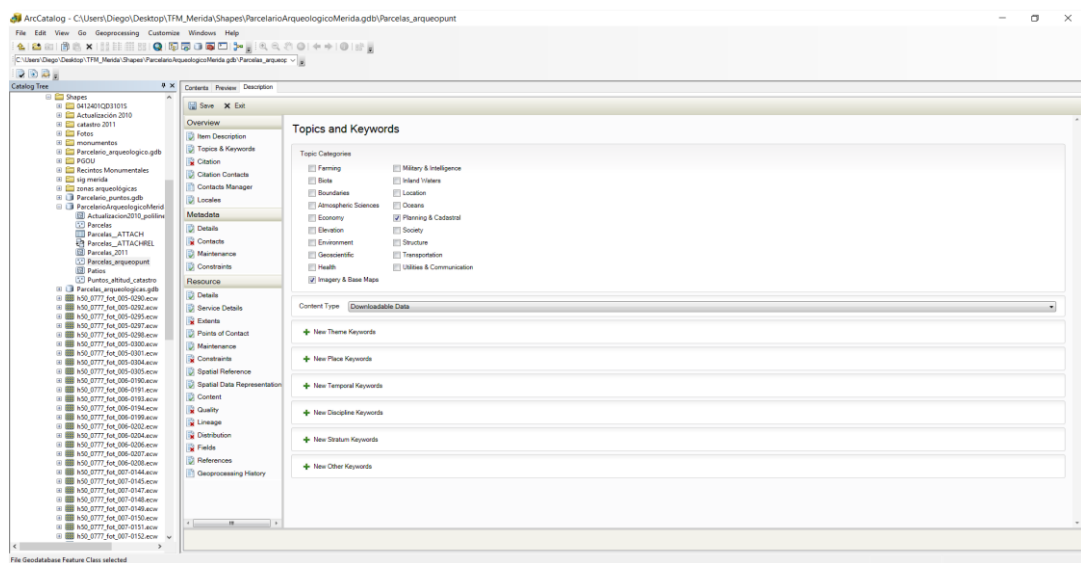 ArcCatalog - C:\Users\Diego\Desktop\TFM_Merida\Shapes\ParcelarioArqueologicoMerida.gdb\Parcelas_arqueopunt
File Edit View Go Geoprocessing Customize Windows Help
C:\Users\Diego\Desktop\TFM_Merida\Shapes\ParcelarioArqueologicoMerida.gdb\Parcelas_arqueop
Catalog Tree
Shapes
0412401QD3101S
Actualización 2010
catastro 2011
Fotos
monumentos
Parcelario_arqueologico.gdb
PGOU
Recintos Monumentales
sig merida
zonas arqueológicas
Parcelario_puntos.gdb
ParcelarioArqueologicoMerid
Actualizacion2010_poliline
Parcelas
Parcelas__ATTACH
Parcelas__ATTACHREL
Parcelas_2011
Parcelas_arqueopunt
Patios
Puntos_altitud_catastro
Parcelas_arqueologicas.gdb
h50_0777_fot_005-0290.ecw
h50_0777_fot_005-0292.ecw
h50_0777_fot_005-0295.ecw
h50_0777_fot_005-0297.ecw
h50_0777_fot_005-0298.ecw
h50_0777_fot_005-0300.ecw
h50_0777_fot_005-0301.ecw
h50_0777_fot_005-0304.ecw
h50_0777_fot_005-0305.ecw
h50_0777_fot_006-0190.ecw
h50_0777_fot_006-0191.ecw
h50_0777_fot_006-0193.ecw
h50_0777_fot_006-0194.ecw
h50_0777_fot_006-0199.ecw
h50_0777_fot_006-0202.ecw
h50_0777_fot_006-0204.ecw
h50_0777_fot_006-0206.ecw
h50_0777_fot_006-0207.ecw
h50_0777_fot_006-0208.ecw
h50_0777_fot_007-0144.ecw
h50_0777_fot_007-0145.ecw
h50_0777_fot_007-0147.ecw
h50_0777_fot_007-0148.ecw
h50_0777_fot_007-0149.ecw
h50_0777_fot_007-0150.ecw
h50_0777_fot_007-0151.ecw
h50_0777_fot_007-0152.ecw
Contents Preview Description
Save Exit
Overview
Item Description
Topics & Keywords
Citation
Citation Contacts
Contacts Manager
Locales
Metadata
Details
Contacts
Maintenance
Constraints
Resource
Details
Service Details
Extents
Points of Contact
Maintenance
Constraints
Spatial Reference
Spatial Data Representation
Content
Quality
Lineage
Distribution
Fields
References
Geoprocessing History
Topics and Keywords
Topic Categories
Farming Military & Intelligence
Biota Inland Waters
Boundaries Location
Atmospheric Sciences Oceans
Economy Planning & Cadastral
Elevation Society
Environment Structure
Geoscientific Transportation
Health Utilities & Communication
Imagery & Base Maps
Content Type Downloadable Data
New Theme Keywords
New Place Keywords
New Temporal Keywords
New Discipline Keywords
New Stratum Keywords
New Other Keywords
File Geodatabase Feature Class selected